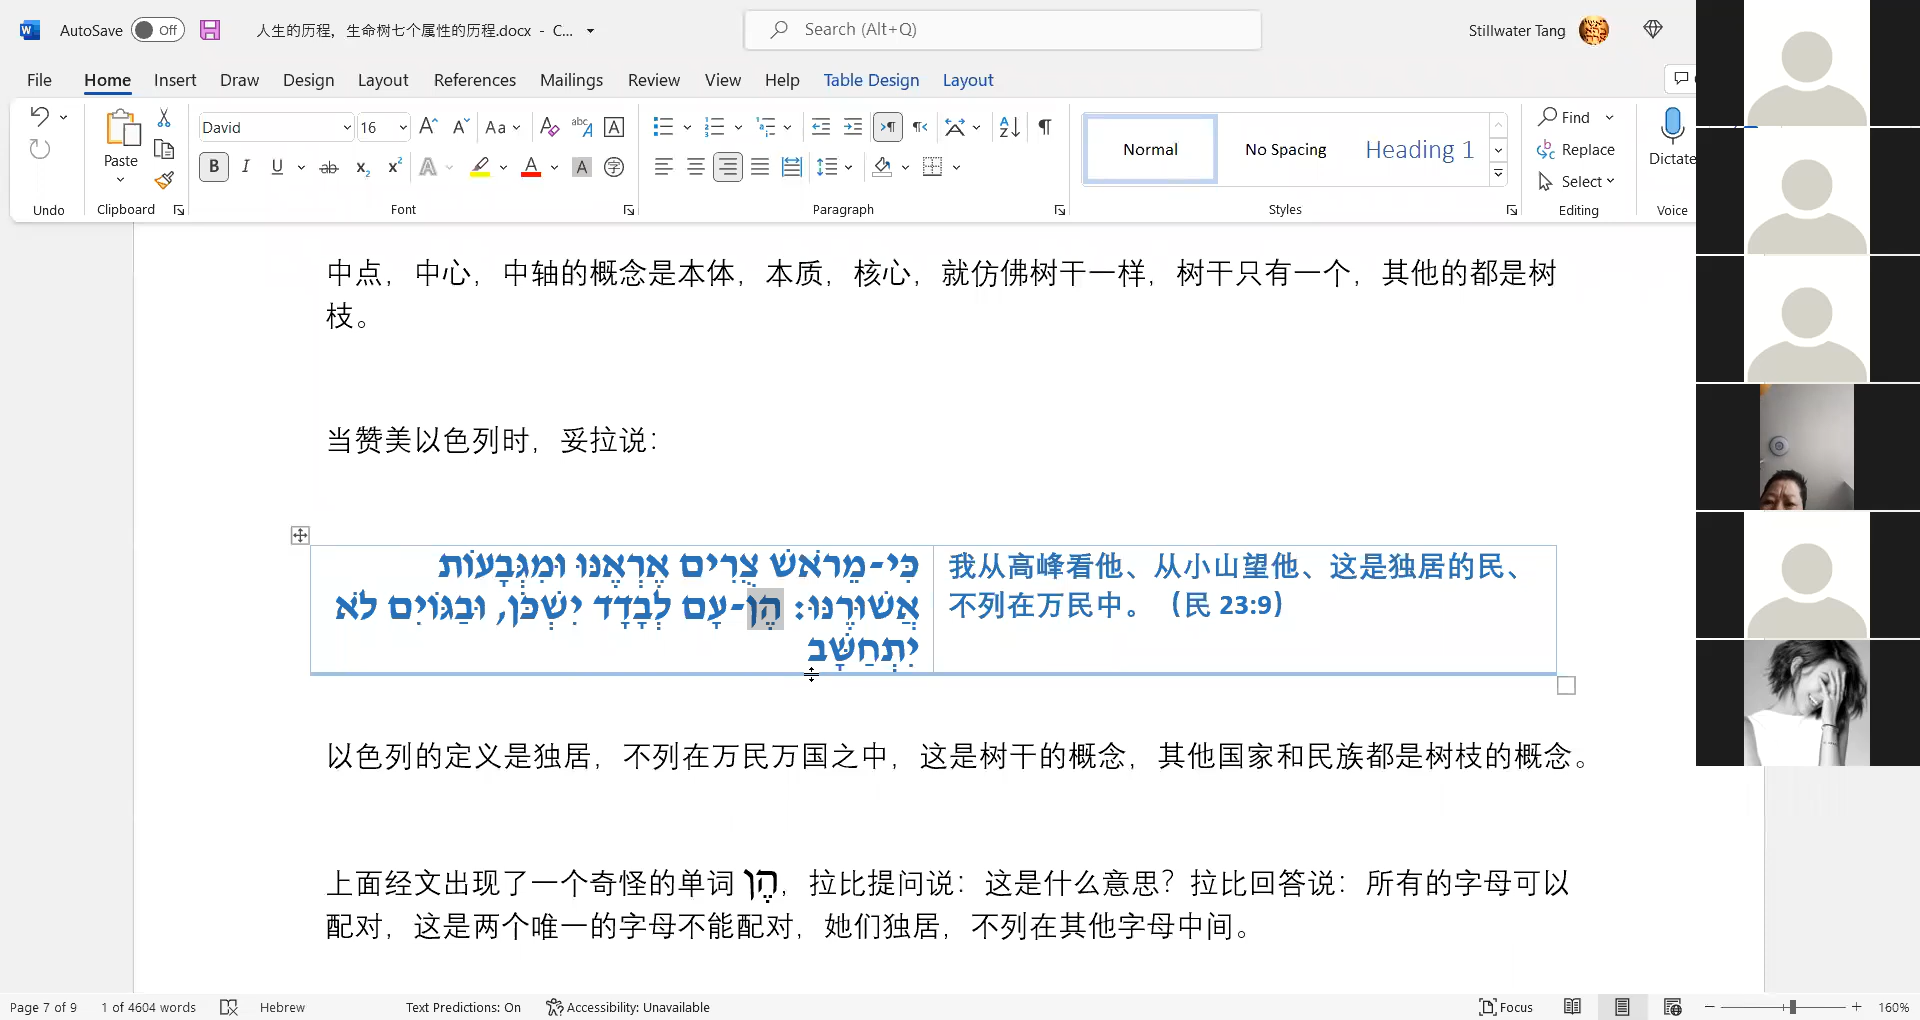 AutoSave Off 人生的历程，生命树七个属性的历程.docx - C... Search (Alt+Q) Stillwater Tang
File Home Insert Draw Design Layout References Mailings Review View Help Table Design Layout
David 16 Aa
Paste
B I U ab x₂ x² A A A 字
Normal No Spacing Heading 1
Find
Replace
Select
Dictate
Undo Clipboard Font Paragraph Styles Editing Voice
中点，中心，中轴的概念是本体，本质，核心，就仿佛树干一样，树干只有一个，其他的都是树
枝。
当赞美以色列时，妥拉说：
כִּי-מֵרֹאשׁ צֻרִים אֶרְאֶנּוּ וּמִגְּבָעוֹת
אֲשׁוּרֶנּוּ: הֶן-עָם לְבָדָד יִשְׁכֹּן, וּבַגּוֹיִם לֹא
יִתְחַשָּׁב
我从高峰看他、从小山望他、这是独居的民、
不列在万民中。（民 23:9）
以色列的定义是独居，不列在万民万国之中，这是树干的概念，其他国家和民族都是树枝的概念。
上面经文出现了一个奇怪的单词 הֶן，拉比提问说：这是什么意思？拉比回答说：所有的字母可以
配对，这是两个唯一的字母不能配对，她们独居，不列在其他字母中间。
Page 7 of 9 1 of 4604 words Hebrew Text Predictions: On Accessibility: Unavailable Focus 160%